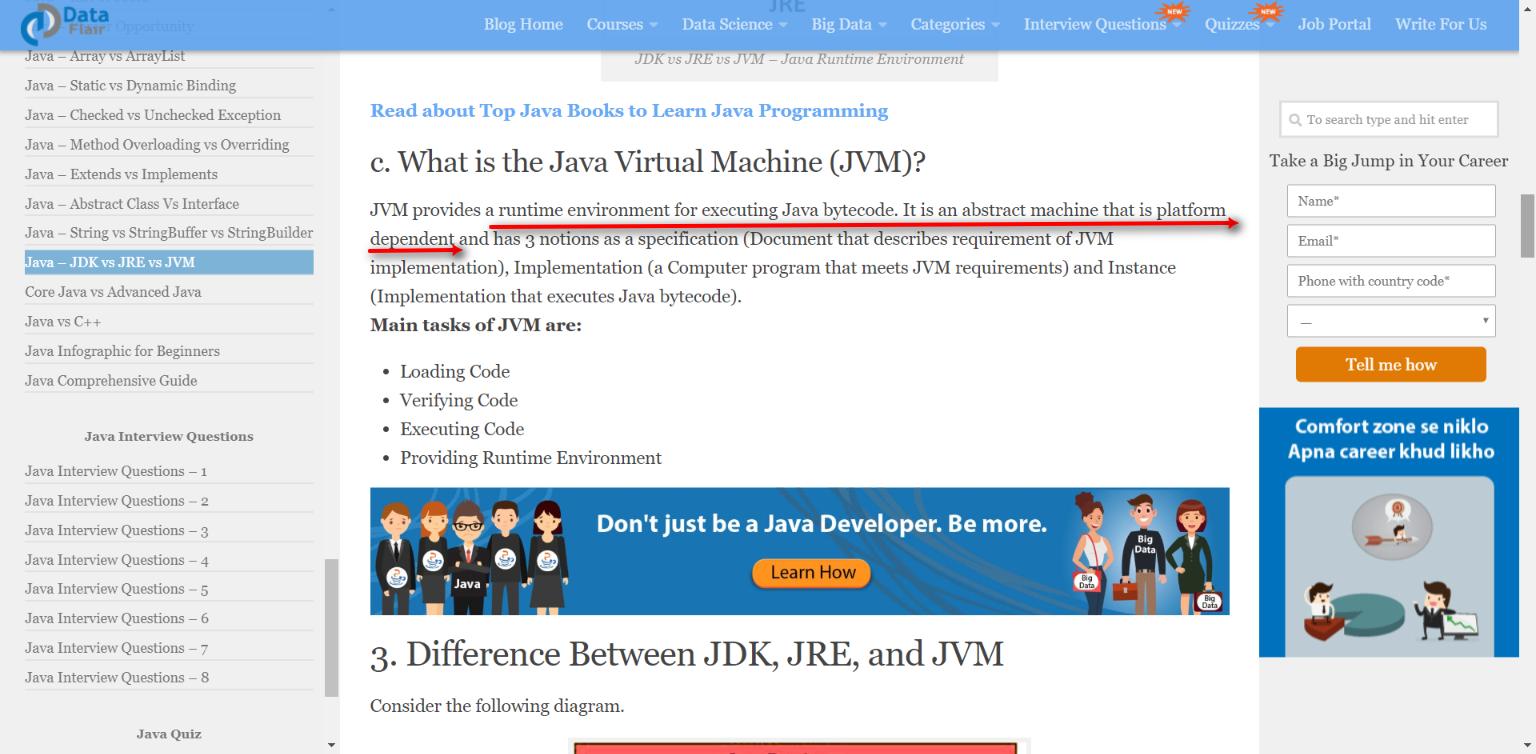 Data
Flair
Blog Home
Courses
Data Science
Big Data
Categories
Interview Questions
NEW
Quizzes
NEW
Job Portal
Write For Us
Opportunity
Java – Array vs ArrayList
Java – Static vs Dynamic Binding
Java – Checked vs Unchecked Exception
Java – Method Overloading vs Overriding
Java – Extends vs Implements
Java – Abstract Class Vs Interface
Java – String vs StringBuffer vs StringBuilder
Java – JDK vs JRE vs JVM
Core Java vs Advanced Java
Java vs C++
Java Infographic for Beginners
Java Comprehensive Guide
Java Interview Questions
Java Interview Questions – 1
Java Interview Questions – 2
Java Interview Questions – 3
Java Interview Questions – 4
Java Interview Questions – 5
Java Interview Questions – 6
Java Interview Questions – 7
Java Interview Questions – 8
Java Quiz
JRE
JDK vs JRE vs JVM – Java Runtime Environment
Read about Top Java Books to Learn Java Programming
c. What is the Java Virtual Machine (JVM)?
JVM provides a runtime environment for executing Java bytecode. It is an abstract machine that is platform
dependent and has 3 notions as a specification (Document that describes requirement of JVM
implementation), Implementation (a Computer program that meets JVM requirements) and Instance
(Implementation that executes Java bytecode).
Main tasks of JVM are:
• Loading Code
• Verifying Code
• Executing Code
• Providing Runtime Environment
Don't just be a Java Developer. Be more.
Learn How
Java
Big
Data
Big
Data
Big
Data
3. Difference Between JDK, JRE, and JVM
Consider the following diagram.
To search type and hit enter
Take a Big Jump in Your Career
Name*
Email*
Phone with country code*
—
Tell me how
Comfort zone se niklo
Apna career khud likho